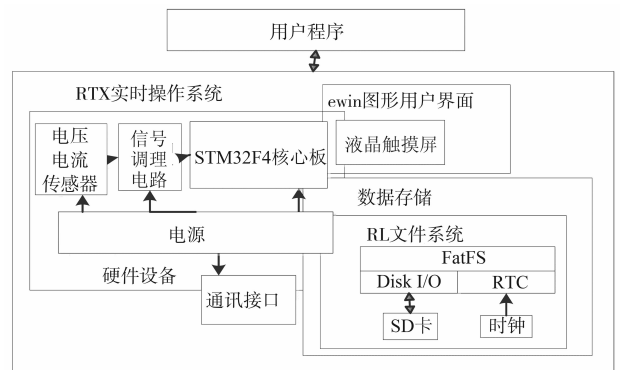 用户程序
RTX实时操作系统
ewin图形用户界面
电压
电流
传感器
信号
调理
电路
STM32F4核心板
液晶触摸屏
数据存储
电源
RL文件系统
FatFS
Disk I/O
RTC
硬件设备
通讯接口
SD卡
时钟